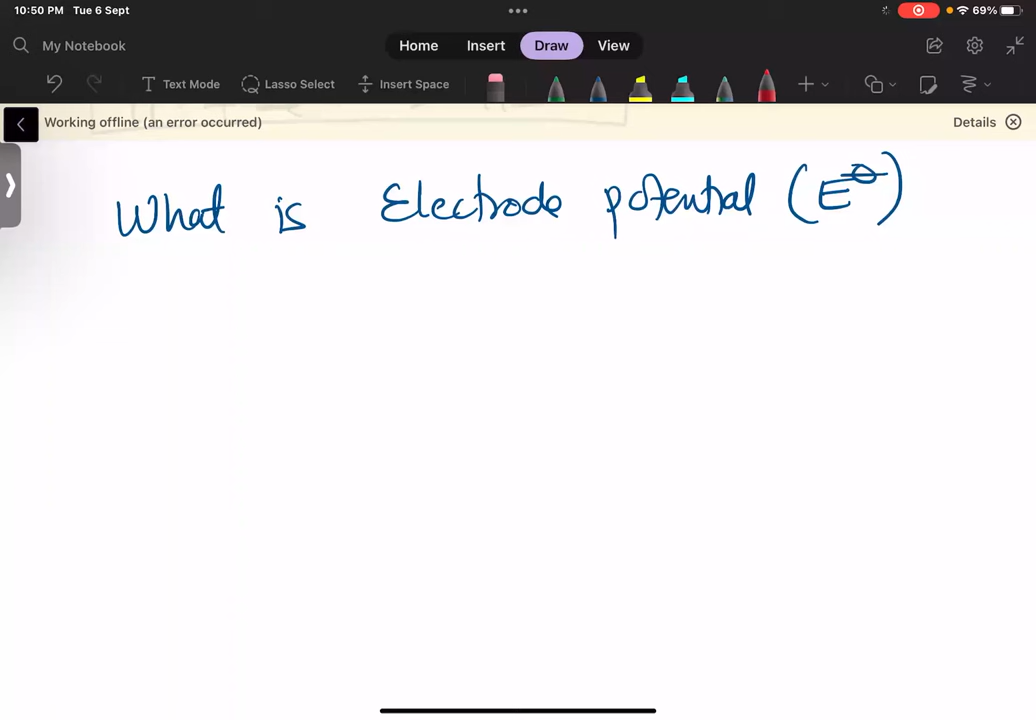 10:50 PM Tue 6 Sept 69%
My Notebook Home Insert Draw View
Text Mode Lasso Select Insert Space
Working offline (an error occurred) Details
What is Electrode potential (E⦵)